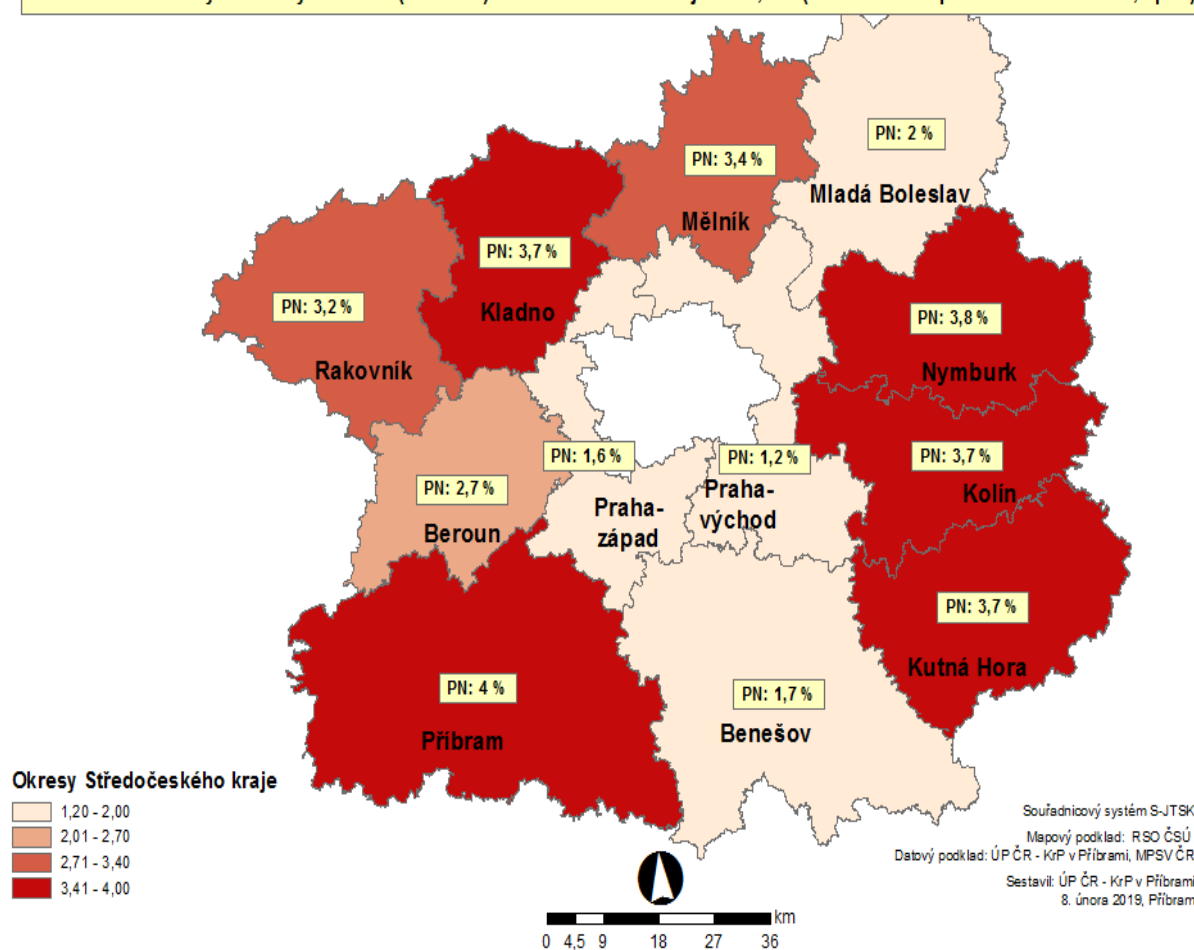 PN: 2 %
Mladá Boleslav
PN: 3,4 %
Mělník
PN: 3,7 %
Kladno
PN: 3,2 %
Rakovník
PN: 3,8 %
Nymburk
PN: 3,7 %
Kolín
PN: 1,6 %
Praha-
západ
PN: 1,2 %
Praha-
východ
PN: 2,7 %
Beroun
PN: 3,7 %
Kutná Hora
PN: 4 %
Příbram
PN: 1,7 %
Benešov
Okresy Středočeského kraje
1,20 - 2,00
2,01 - 2,70
2,71 - 3,40
3,41 - 4,00
Souřadnicový systém S-JTSK
Mapový podklad: RSO ČSÚ
Datový podklad: ÚP ČR - KrP v Příbrami, MPSV ČR
Sestavil: ÚP ČR - KrP v Příbrami
8. února 2019, Příbram
km
0 4,5 9 18 27 36